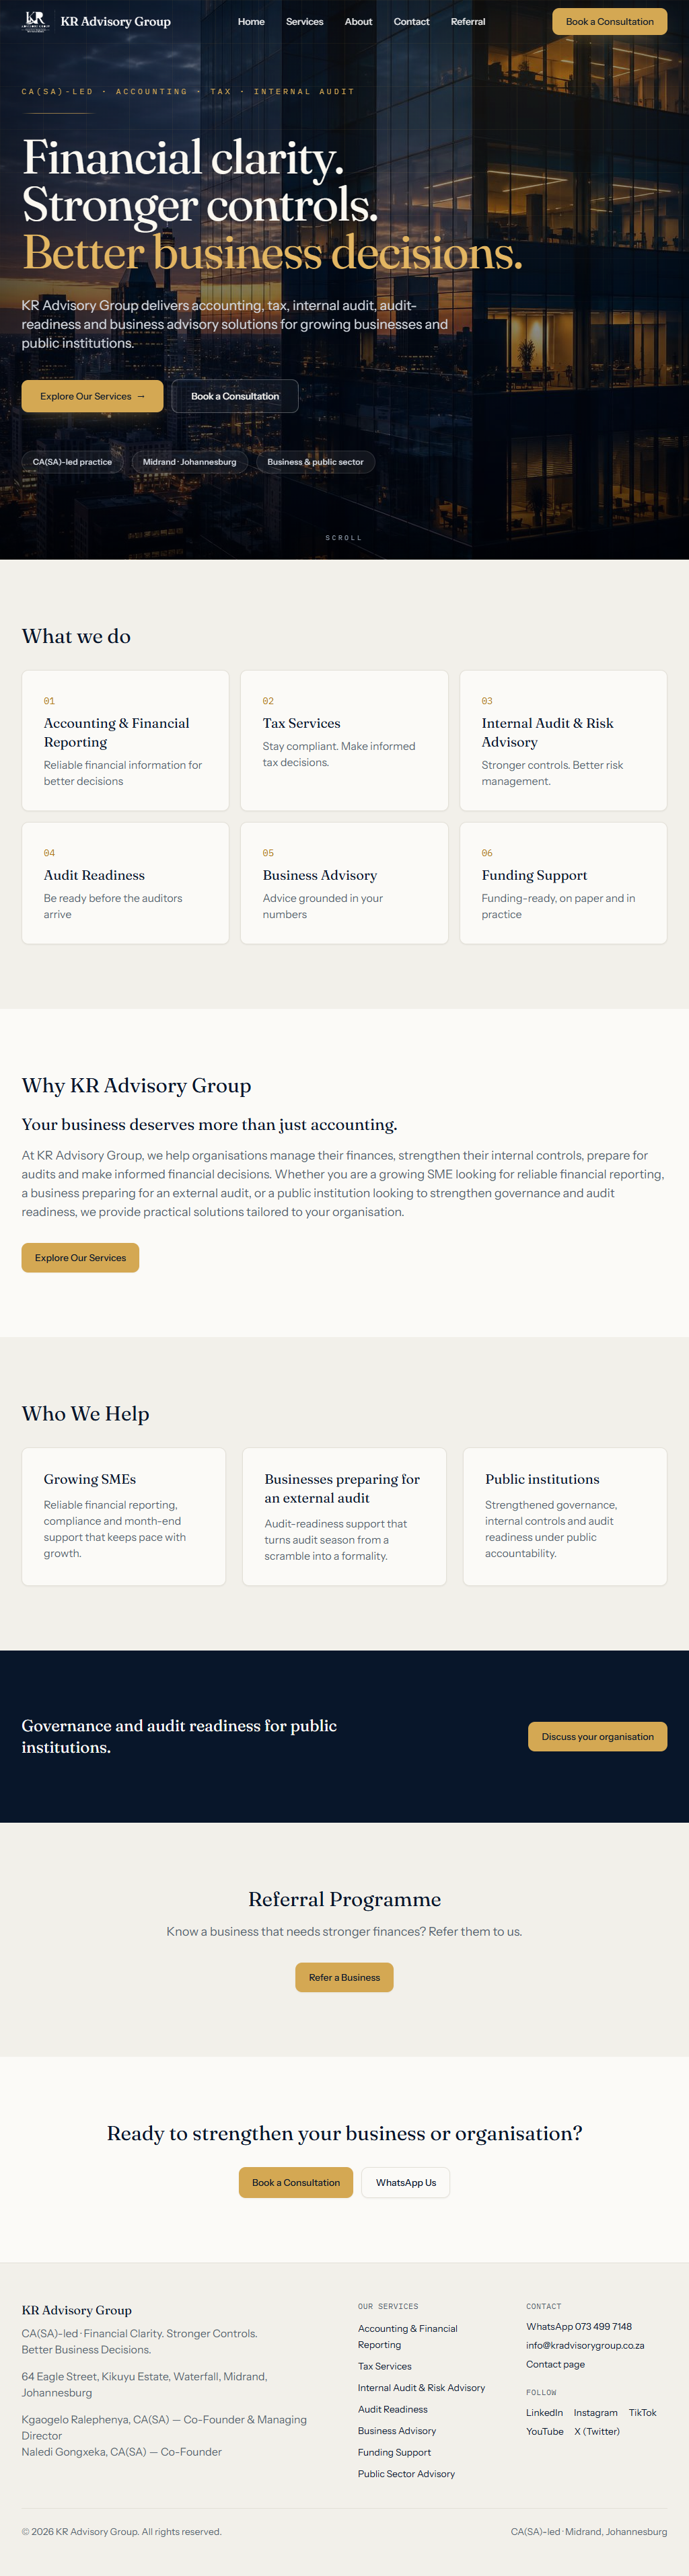 KR
KR Advisory Group
Home
Services
About
Contact
Referral
Book a Consultation
CA(SA)-LED · ACCOUNTING · TAX · INTERNAL AUDIT
Financial clarity.
Stronger controls.
Better business decisions.
KR Advisory Group delivers accounting, tax, internal audit, audit-
readiness and business advisory solutions for growing businesses and
public institutions.
Explore Our Services →
Book a Consultation
CA(SA)-led practice
Midrand · Johannesburg
Business & public sector
SCROLL
What we do
01
Accounting & Financial
Reporting
Reliable financial information for
better decisions
02
Tax Services
Stay compliant. Make informed
tax decisions.
03
Internal Audit & Risk
Advisory
Stronger controls. Better risk
management.
04
Audit Readiness
Be ready before the auditors
arrive
05
Business Advisory
Advice grounded in your
numbers
06
Funding Support
Funding-ready, on paper and in
practice
Why KR Advisory Group
Your business deserves more than just accounting.
At KR Advisory Group, we help organisations manage their finances, strengthen their internal controls, prepare for
audits and make informed financial decisions. Whether you are a growing SME looking for reliable financial reporting,
a business preparing for an external audit, or a public institution looking to strengthen governance and audit
readiness, we provide practical solutions tailored to your organisation.
Explore Our Services
Who We Help
Growing SMEs
Reliable financial reporting,
compliance and month-end
support that keeps pace with
growth.
Businesses preparing for
an external audit
Audit-readiness support that
turns audit season from a
scramble into a formality.
Public institutions
Strengthened governance,
internal controls and audit
readiness under public
accountability.
Governance and audit readiness for public
institutions.
Discuss your organisation
Referral Programme
Know a business that needs stronger finances? Refer them to us.
Refer a Business
Ready to strengthen your business or organisation?
Book a Consultation
WhatsApp Us
KR Advisory Group
CA(SA)-led · Financial Clarity. Stronger Controls.
Better Business Decisions.
64 Eagle Street, Kikuyu Estate, Waterfall, Midrand,
Johannesburg
Kgaogelo Ralephenya, CA(SA) — Co-Founder & Managing
Director
Naledi Gongxeka, CA(SA) — Co-Founder
OUR SERVICES
Accounting & Financial
Reporting
Tax Services
Internal Audit & Risk Advisory
Audit Readiness
Business Advisory
Funding Support
Public Sector Advisory
CONTACT
WhatsApp 073 499 7148
info@kradvisorygroup.co.za
Contact page
FOLLOW
LinkedIn
Instagram
TikTok
YouTube
X (Twitter)
© 2026 KR Advisory Group. All rights reserved.
CA(SA)-led · Midrand, Johannesburg